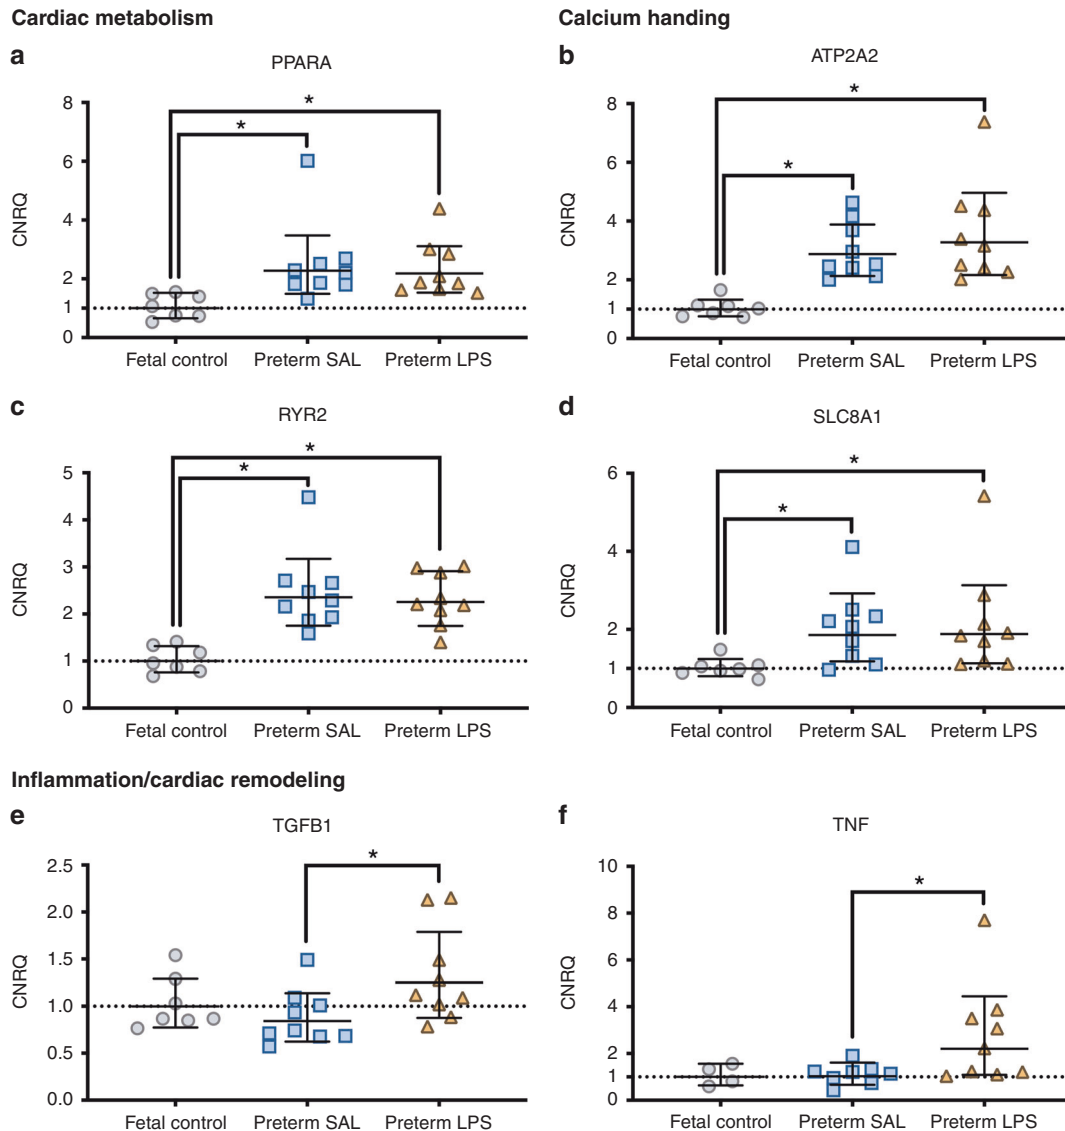 Cardiac metabolism
Calcium handing
a
PPARA
CNRQ
8
6
4
2
1
0
*
*
Fetal control Preterm SAL Preterm LPS
b
ATP2A2
CNRQ
8
6
4
2
1
0
*
*
Fetal control Preterm SAL Preterm LPS
c
RYR2
CNRQ
5
4
3
2
1
0
*
*
Fetal control Preterm SAL Preterm LPS
d
SLC8A1
CNRQ
6
4
2
1
0
*
*
Fetal control Preterm SAL Preterm LPS
Inflammation/cardiac remodeling
e
TGFB1
CNRQ
2.5
2.0
1.5
1.0
0.5
0.0
*
Fetal control Preterm SAL Preterm LPS
f
TNF
CNRQ
10
8
6
4
2
1
0
*
Fetal control Preterm SAL Preterm LPS